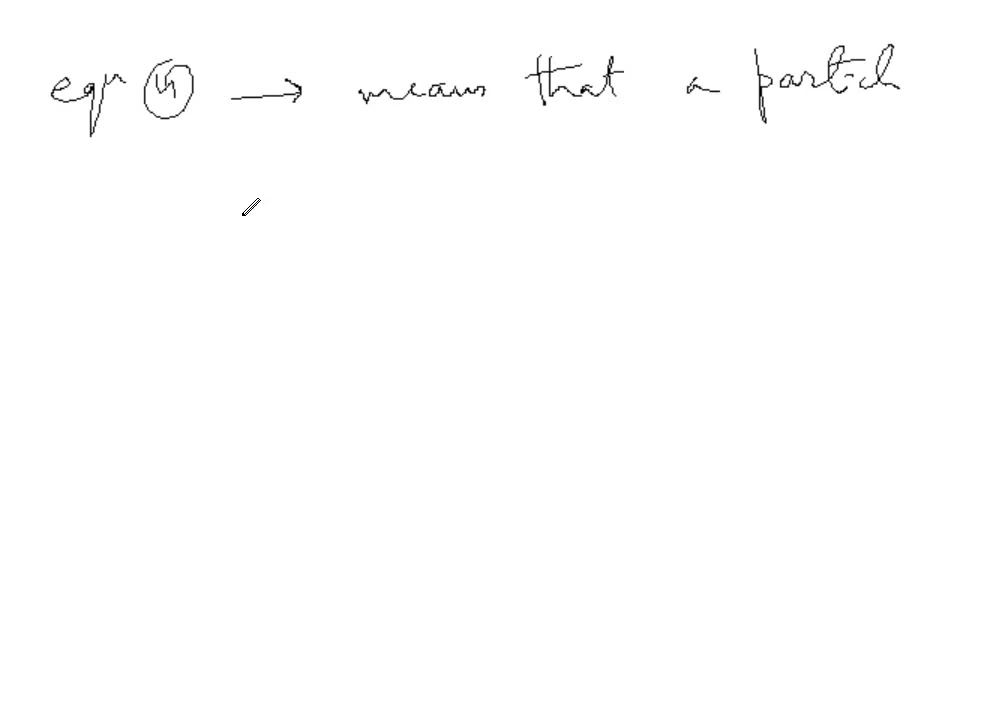 eqn ④ → means that a particle